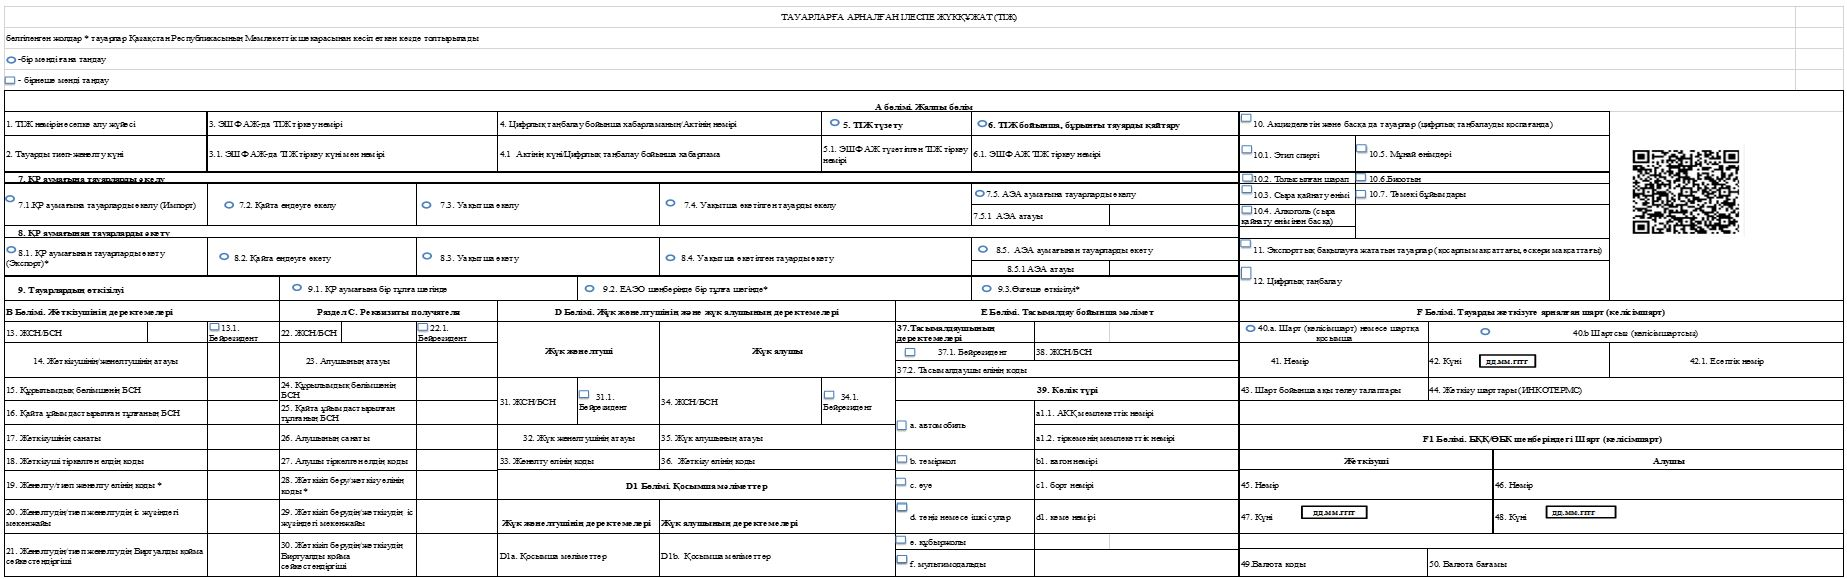 ТАУАРЛАРҒА АРНАЛҒАН ІЛЕСПЕ ЖҮКҚҰЖАТ (ТІЖ)
белгіленген жолдар * тауарлар Қазақстан Республикасының Мемлекеттік шекарасынан кесіп өткен кезде толтырылады
-бір мәнді ғана таңдау
- бірнеше мәнді таңдау
А бөлімі. Жалпы бөлім
1. ТІЖ нөмірін есепке алу жүйесі
3. ЭШФ АЖ-да ТІЖ тіркеу нөмірі
4. Цифрлық таңбалау бойынша хабарламаның/Актінің нөмірі
5. ТІЖ түзету
6. ТІЖ бойынша, бұрынғы тауарды қайтару
10. Акцизделетін және басқа да тауарлар (цифрлық таңбалауды қоспағанда)
2. Тауарды тиеп-жөнелту күні
3.1. ЭШФ АЖ-да ТІЖ тіркеу күні мен нөмірі
4.1 Актінің күні/Цифрлық таңбалау бойынша хабарлама
5.1. ЭШФ АЖ түзетілген ТІЖ тіркеу нөмірі
6.1. ЭШФ АЖ ТІЖ тіркеу нөмірі
10.1. Этил спирті
10.5. Мұнай өнімдері
7. ҚР аумағына тауарларды әкелу
10.2. Толысылған шарап
10.6.Биоотын
7.1.ҚР аумағына тауарларды әкелу (Импорт)
7.2. Қайта өңдеуге әкелу
7.3. Уақытша әкелу
7.4. Уақытша әкетілген тауарды әкелу
7.5. АЭА аумағына тауарларды әкелу
10.3. Сыра қайнату өнімі
10.7. Темекі бұйымдары
7.5.1 АЭА атауы
10.4. Алкоголь (сыра қайнату өнімінен басқа)
8. ҚР аумағынан тауарларды әкету
8.1. ҚР аумағынан тауарларды әкету (Экспорт)*
8.2. Қайта өңдеуге әкету
8.3. Уақытша әкету
8.4. Уақытша әкетілген тауарды әкету
8.5. АЭА аумағынан тауарларды әкету
11. Экспорттық бақылауға жататын тауарлар (қосарлы мақсаттағы, әскери мақсаттағы)
8.5.1 АЭА атауы
12. Цифрлық таңбалау
9. Тауарлардың өткізілуі
9.1. ҚР аумағына бір тұлға шегінде
9.2. ЕАЭО шеңберінде бір тұлға шегінде*
9.3.Өзгеше өткізілуі*
В Бөлімі. Жеткізушінің деректемелері
Раздел С. Реквизиты получателя
D Бөлімі. Жүк жөнелтушінің және жүк алушының деректемелері
Е Бөлімі. Тасымалдау бойынша мәлімет
F Бөлімі. Тауарды жеткізуге арналған шарт (келісімшарт)
13. ЖСН/БСН
13.1. Бейрезидент
22. ЖСН/БСН
22.1. Бейрезидент
Жүк жөнелтуші
Жүк алушы
37.Тасымалдаушының деректемелері
40.а. Шарт (келісімшарт) немесе шартқа қосымша
40.b Шартсыз (келісімшартсыз)
14. Жеткізушінің/жөнелтушінің атауы
23. Алушының атауы
37.1. Бейрезидент
38. ЖСН/БСН
37.2. Тасымалдаушы елінің коды
41. Нөмір
42. Күні
ДД.ММ.ГГГГ
42.1. Есептік нөмір
15. Құрылымдық бөлімшенің БСН
24. Құрылымдық бөлімшенің БСН
31. ЖСН/БСН
31.1. Бейрезидент
34. ЖСН/БСН
34.1. Бейрезидент
39. Көлік түрі
43. Шарт бойынша ақы төлеу талаптары
44. Жеткізу шарттары (ИНКОТЕРМС)
16. Қайта ұйымдастырылған тұлғаның БСН
25. Қайта ұйымдастырылған тұлғаның БСН
а. автомобиль
а1.1. АКҚ мемлекеттік нөмірі
17. Жеткізушінің санаты
26. Алушының санаты
32. Жүк жөнелтушінің атауы
35. Жүк алушының атауы
а1.2. тіркеменің мемлекеттік нөмірі
F1 Бөлімі. БҚҚ/ӨБК шеңберіндегі Шарт (келісімшарт)
18. Жеткізуші тіркелген елдің коды
27. Алушы тіркелген елдің коды
33. Жөнелту елінің коды
36. Жеткізу елінің коды
b. теміржол
b1. вагон нөмірі
Жеткізуші
Алушы
19. Жөнелту/тиеп жөнелту елінің коды *
28. Жеткізіп беру/жеткізу елінің коды *
D1 Бөлімі. Қосымша мәліметтер
с. әуе
с1. борт нөмірі
45. Нөмір
46. Нөмір
20. Жөнелтудің/тиеп жөнелтудің іс жүзіндегі мекенжайы
29. Жеткізіп берудің/жеткізудің іс жүзіндегі мекенжайы
Жүк жөнелтушінің деректемелері
Жүк алушының деректемелері
d. теңіз немесе ішкі сулар
d1. кеме нөмірі
47. Күні
ДД.ММ.ГГГГ
48. Күні
ДД.ММ.ГГГГ
21. Жөнелтудің/тиеп жөнелтудің Виртуалды қойма сәйкестендіргіші
30. Жеткізіп берудің/жеткізудің Виртуалды қойма сәйкестендіргіші
D1a. Қосымша мәліметтер
D1b. Қосымша мәліметтер
е. құбыржолы
f. мультимодальды
49.Валюта коды
50. Валюта бағамы